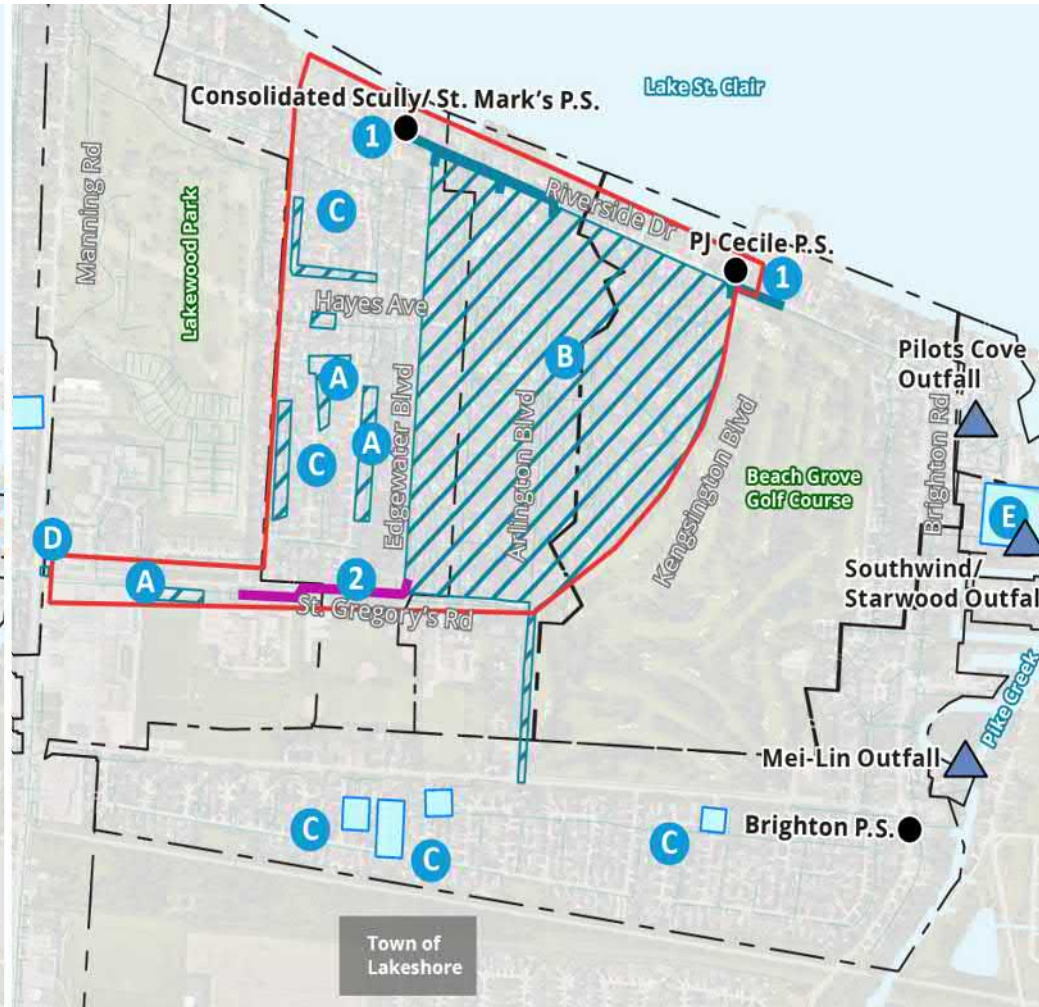 Lake St. Clair
Consolidated Scully/ St. Mark's P.S.
1
Manning Rd
Lakewood Park
C
Riverside Dr
PJ Cecile P.S.
1
Hayes Ave
B
A
Pilots Cove
Outfall
Edgewater Blvd
Arlington Blvd
Kengsington Blvd
Brighton Rd
A
C
Beach Grove
Golf Course
E
D
A
2
St. Gregory's Rd
Southwind/
Starwood Outfal
Pike Creek
Mei-Lin Outfall
C
C
C
Brighton P.S.
Town of
Lakeshore